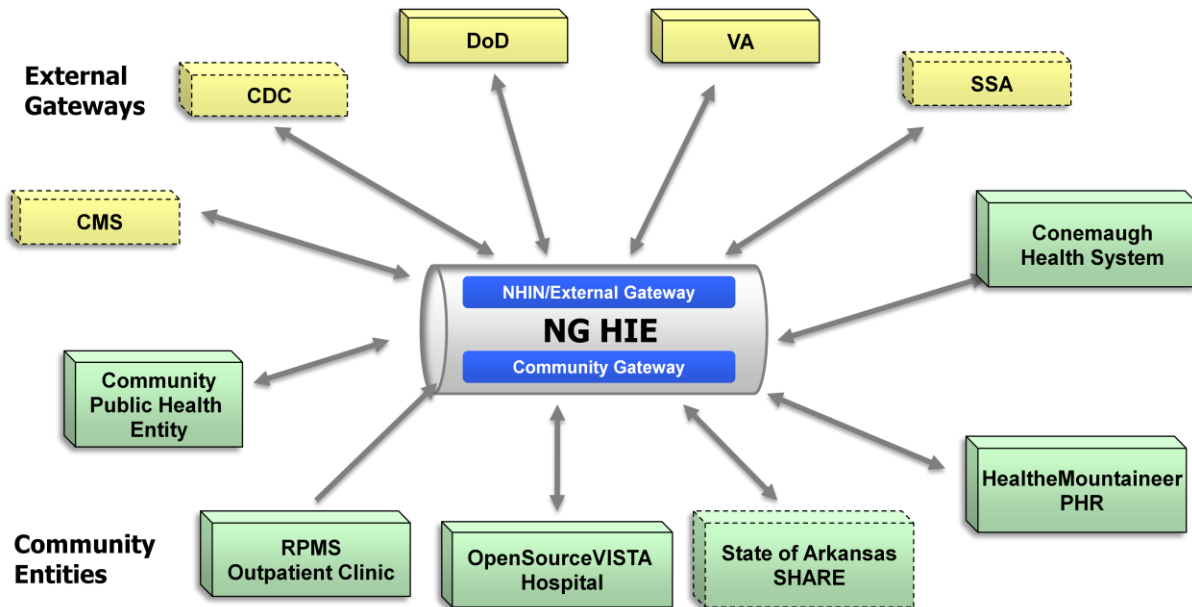 DoD
VA
External
Gateways
CDC
SSA
CMS
Conemaugh
Health System
NHIN/External Gateway
NG HIE
Community Gateway
Community
Public Health
Entity
HealtheMountaineer
PHR
RPMS
Outpatient Clinic
OpenSourceVISTA
Hospital
State of Arkansas
SHARE
Community
Entities